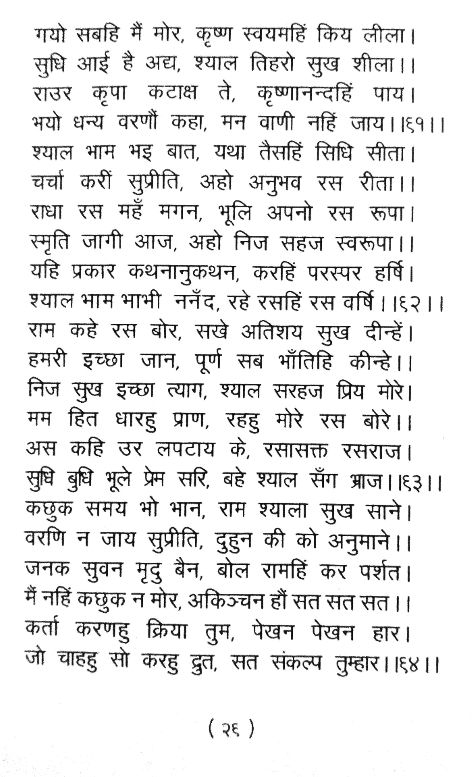 गयो सबहि मैं मोर, कृष्ण स्वयमहिं किय लीला।
सुधि आई है अद्य, श्याल तिहरो सुख शीला।।
राउर कृपा कटाक्ष ते, कृष्णानन्दहिं पाय।
भयो धन्य वरणौं कहा, मन वाणी नहिं जाय।।६१।।
श्याल भाम भइ बात, यथा तैसहिं सिधि सीता।
चर्चा करीं सुप्रीति, अहो अनुभव रस रीता।।
राधा रस महँ मगन, भूलि अपनो रस रूपा।
स्मृति जागी आज, अहो निज सहज स्वरूपा।।
यहि प्रकार कथनानुकथन, करहिं परस्पर हर्षि।
श्याल भाम भाभी ननँद, रहे रसहिं रस वर्षि।।६२।।
राम कहे रस बोर, सखे अतिशय सुख दीन्हें।
हमरी इच्छा जान, पूर्ण सब भाँतिहि कीन्हे।।
निज सुख इच्छा त्याग, श्याल सरहज प्रिय मोरे।
मम हित धारहु प्राण, रहहु मोरे रस बोरे।।
अस कहि उर लपटाय के, रसासक्त रसराज।
सुधि बुधि भूले प्रेम सरि, बहे श्याल सँग भ्राज।।६३।।
कछुक समय भो भान, राम श्याला सुख साने।
वरणि न जाय सुप्रीति, दुहुन की को अनुमाने।।
जनक सुवन मृदु बैन, बोल रामहिं कर पर्शत।
मैं नहिं कछुक न मोर, अकिञ्चन हौं सत सत सत।।
कर्ता करणहु क्रिया तुम, पेखन पेखन हार।
जो चाहहु सो करहु द्रुत, सत संकल्प तुम्हार।।६४।।
(२६)